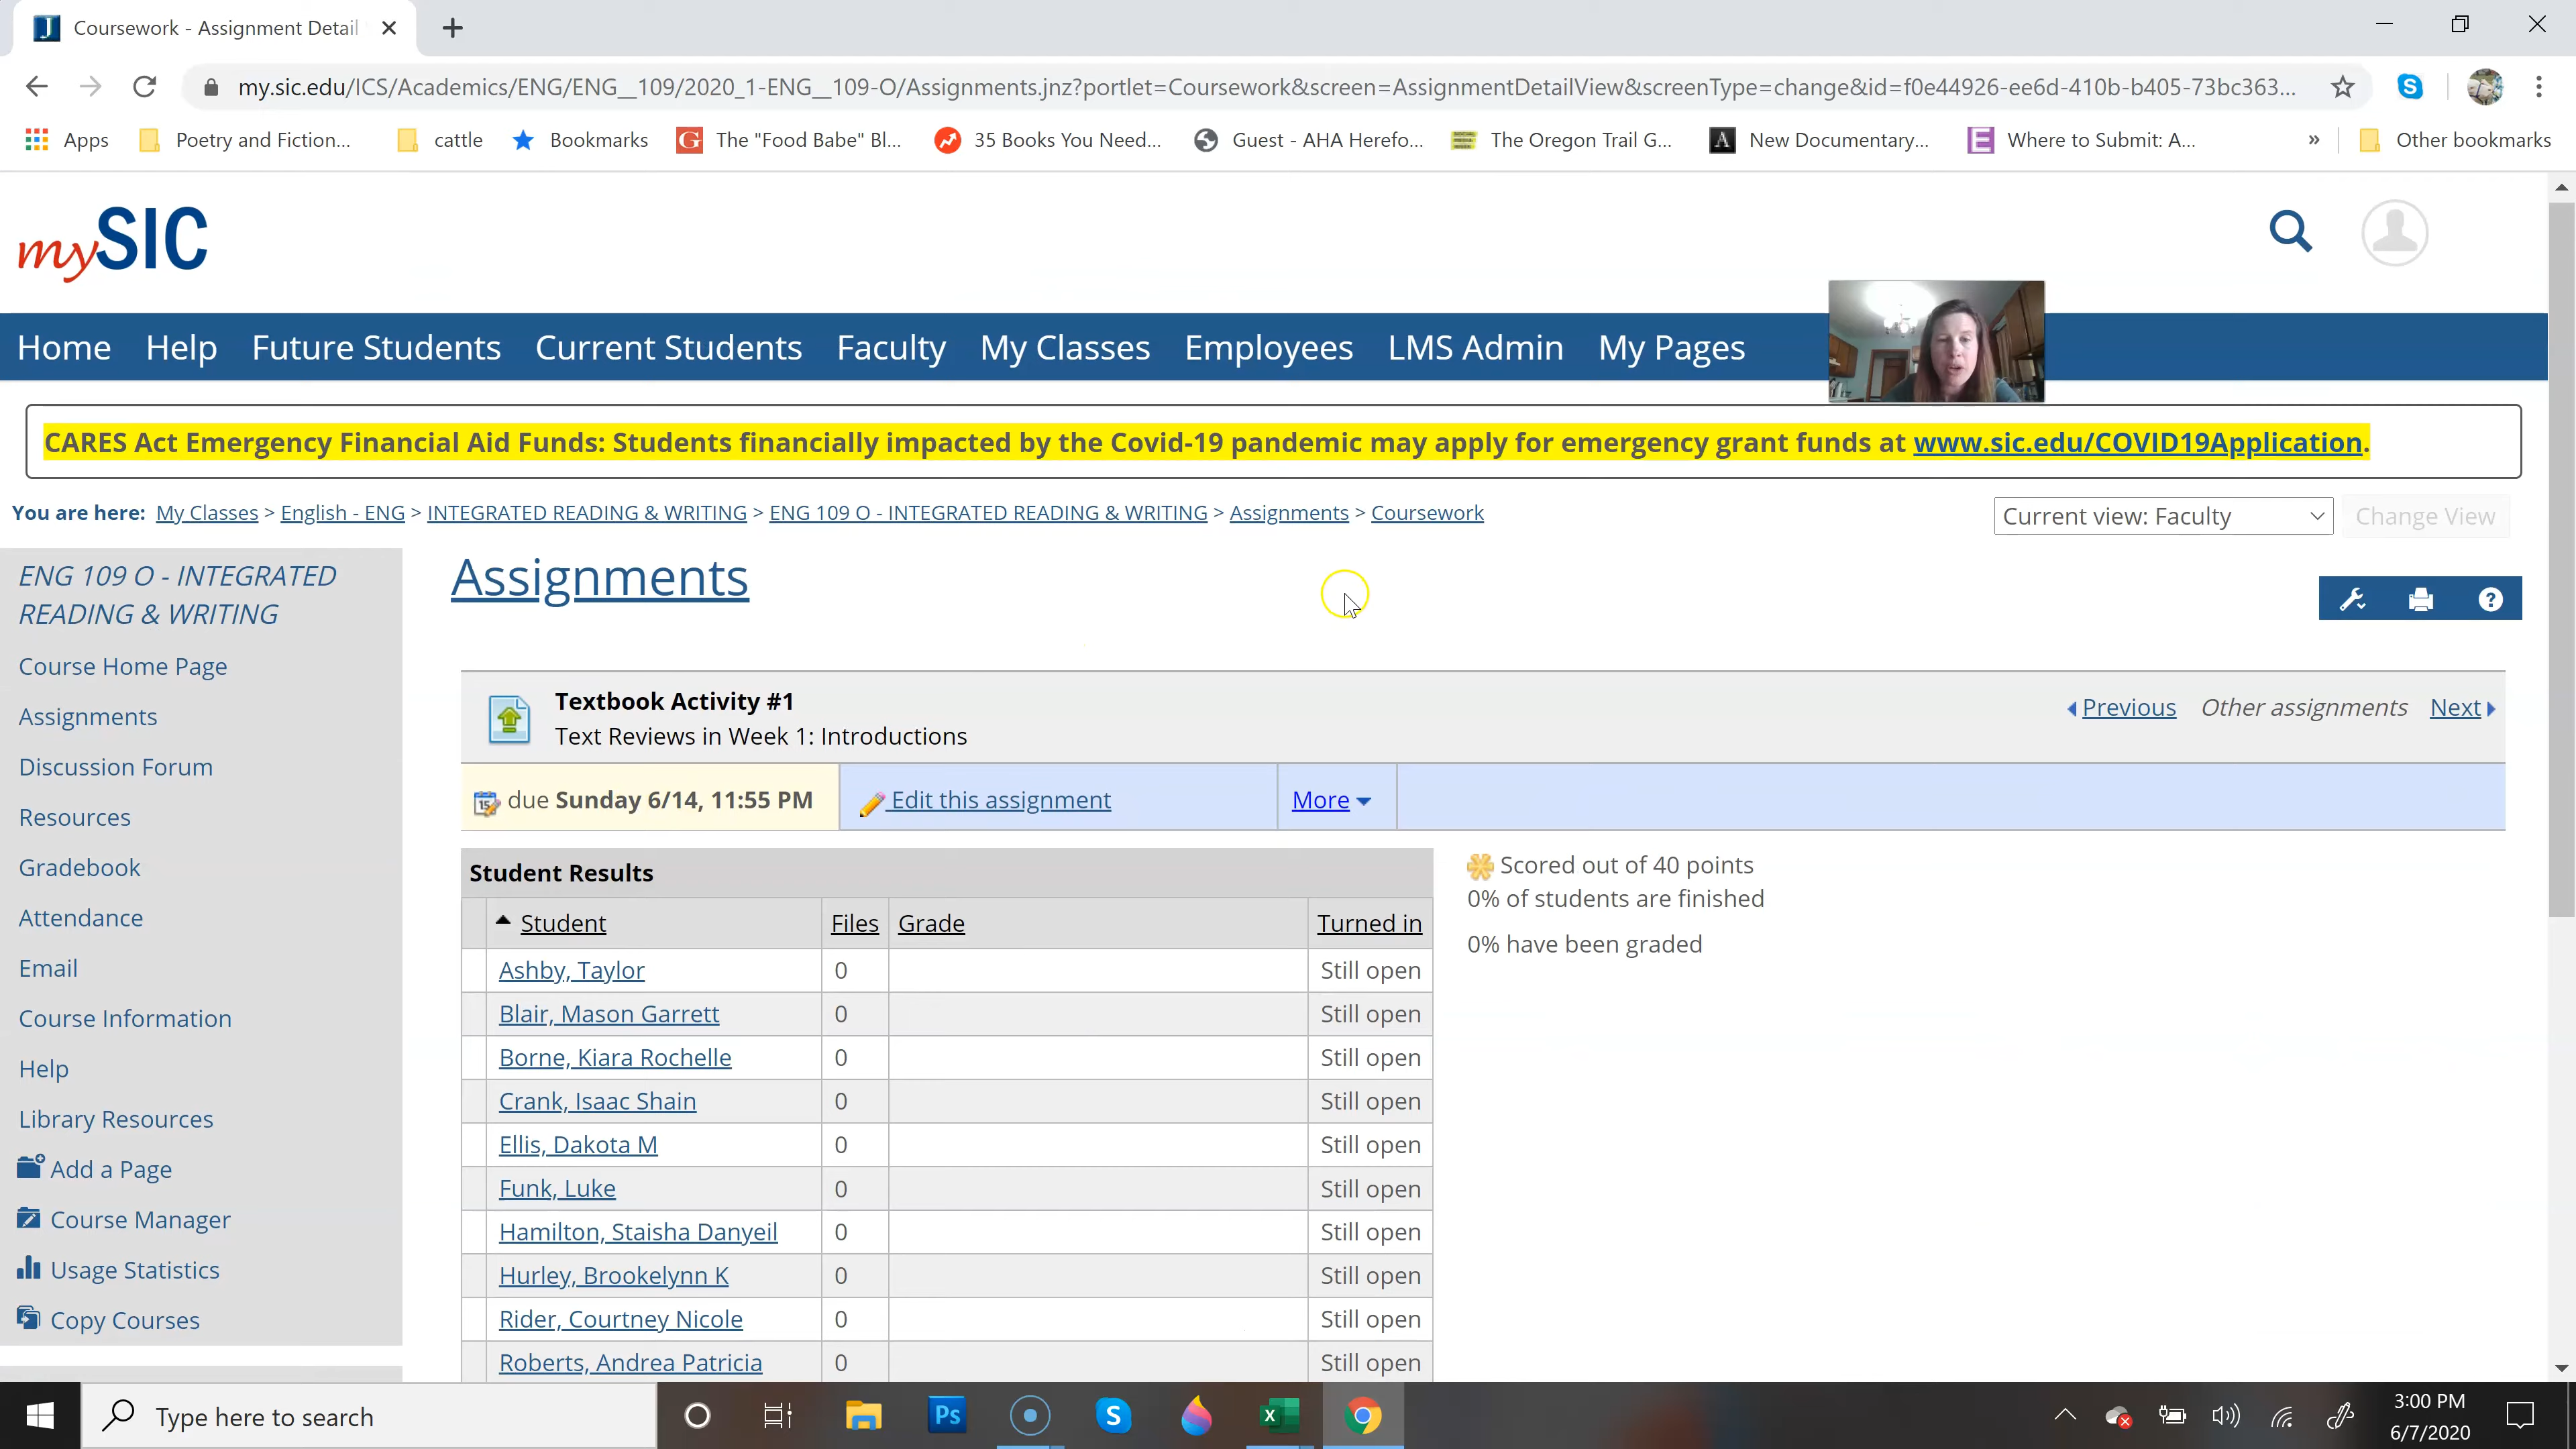 Coursework - Assignment Detail
my.sic.edu/ICS/Academics/ENG/ENG__109/2020_1-ENG__109-O/Assignments.jnz?portlet=Coursework&screen=AssignmentDetailView&screenType=change&id=f0e44926-ee6d-410b-b405-73bc363...
Apps Poetry and Fiction... cattle Bookmarks The "Food Babe" Bl... 35 Books You Need... Guest - AHA Herefo... The Oregon Trail G... New Documentary... Where to Submit: A... » Other bookmarks
mySIC
Home Help Future Students Current Students Faculty My Classes Employees LMS Admin My Pages
CARES Act Emergency Financial Aid Funds: Students financially impacted by the Covid-19 pandemic may apply for emergency grant funds at www.sic.edu/COVID19Application.
You are here: My Classes > English - ENG > INTEGRATED READING & WRITING > ENG 109 O - INTEGRATED READING & WRITING > Assignments > Coursework
Current view: Faculty Change View
ENG 109 O - INTEGRATED
READING & WRITING
Course Home Page
Assignments
Discussion Forum
Resources
Gradebook
Attendance
Email
Course Information
Help
Library Resources
Add a Page
Course Manager
Usage Statistics
Copy Courses
Assignments
Textbook Activity #1
Text Reviews in Week 1: Introductions
Previous Other assignments Next
due Sunday 6/14, 11:55 PM Edit this assignment More
Student Results
Student Files Grade Turned in
Ashby, Taylor 0 Still open
Blair, Mason Garrett 0 Still open
Borne, Kiara Rochelle 0 Still open
Crank, Isaac Shain 0 Still open
Ellis, Dakota M 0 Still open
Funk, Luke 0 Still open
Hamilton, Staisha Danyeil 0 Still open
Hurley, Brookelynn K 0 Still open
Rider, Courtney Nicole 0 Still open
Roberts, Andrea Patricia 0 Still open
Scored out of 40 points
0% of students are finished
0% have been graded
Type here to search
Ps
3:00 PM
6/7/2020